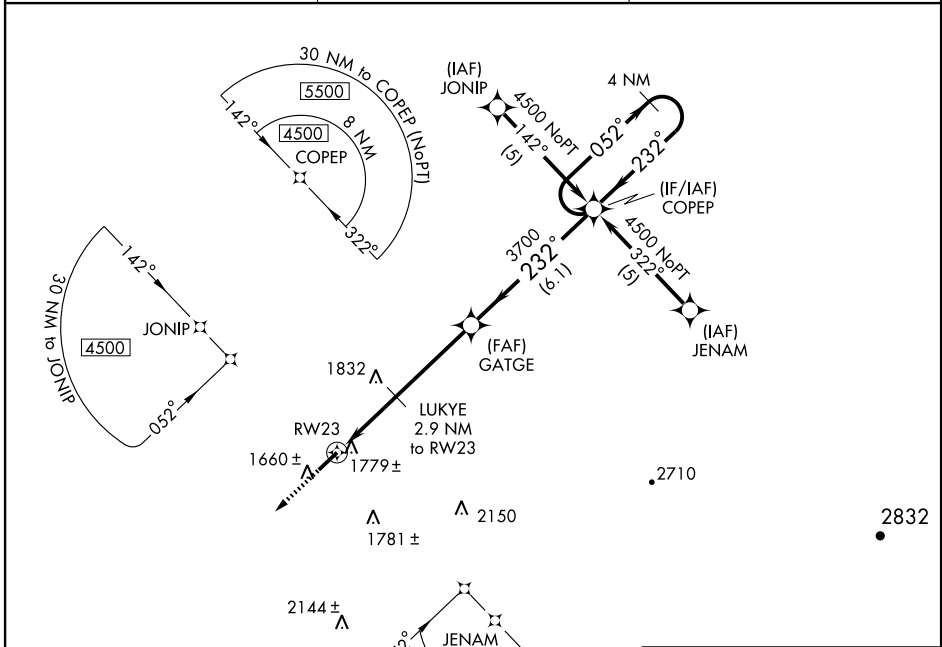 30 NM to COPEP (NoPT)
5500
4500
8 NM
142°
COPEP
322°
(IAF)
JONIP
4500 NoPT
142°
(5)
4 NM
052°
232°
(IF/IAF)
COPEP
4500 NoPT
322°
(5)
(IAF)
JENAM
3700
232°
(6.1)
(FAF)
GATGE
142°
JONIP
30 NM to JONIP
4500
052°
1832
LUKYE
2.9 NM
to RW23
RW23
1660 ±
1779 ±
2710
2150
1781 ±
2832
2144 ±
JENAM